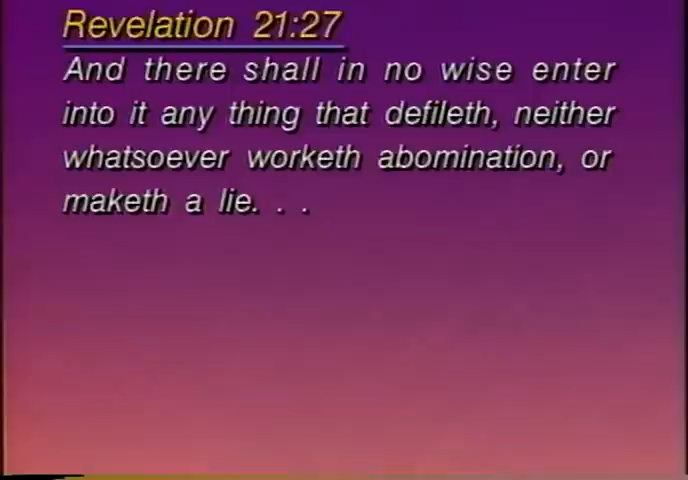 Revelation 21:27
And there shall in no wise enter
into it any thing that defileth, neither
whatsoever worketh abomination, or
maketh a lie. . .